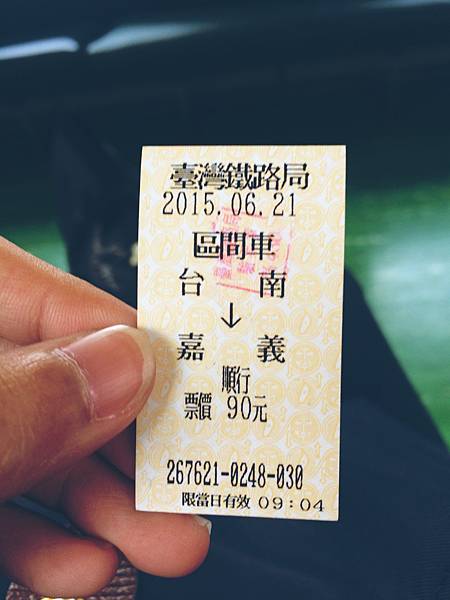 臺灣鐵路局
2015.06.21
區間車
台 南
↓
嘉 義
順行
票價 90元
267621-0248-030
限當日有效 09:04